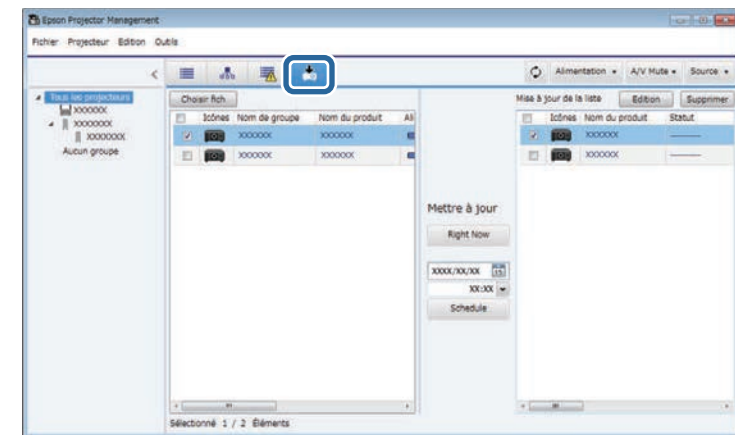 Epson Projector Management
Fichier Projecteur Edition Outils
Alimentation A/V Mute Source
Tous les projecteurs
XXXXXX
XXXXXXX
XXXXXXX
Aucun groupe
Choisir fich
Icônes Nom de groupe Nom du produit Ali
XXXXXX XXXXXX
XXXXXX XXXXXX
Mettre à jour
Right Now
XXXX/XX/XX 15
XX:XX
Schedule
Mise à jour de la liste Edition Supprimer
Icônes Nom du produit Statut
XXXXXX --------
XXXXXX --------
Sélectionné 1 / 2 Éléments